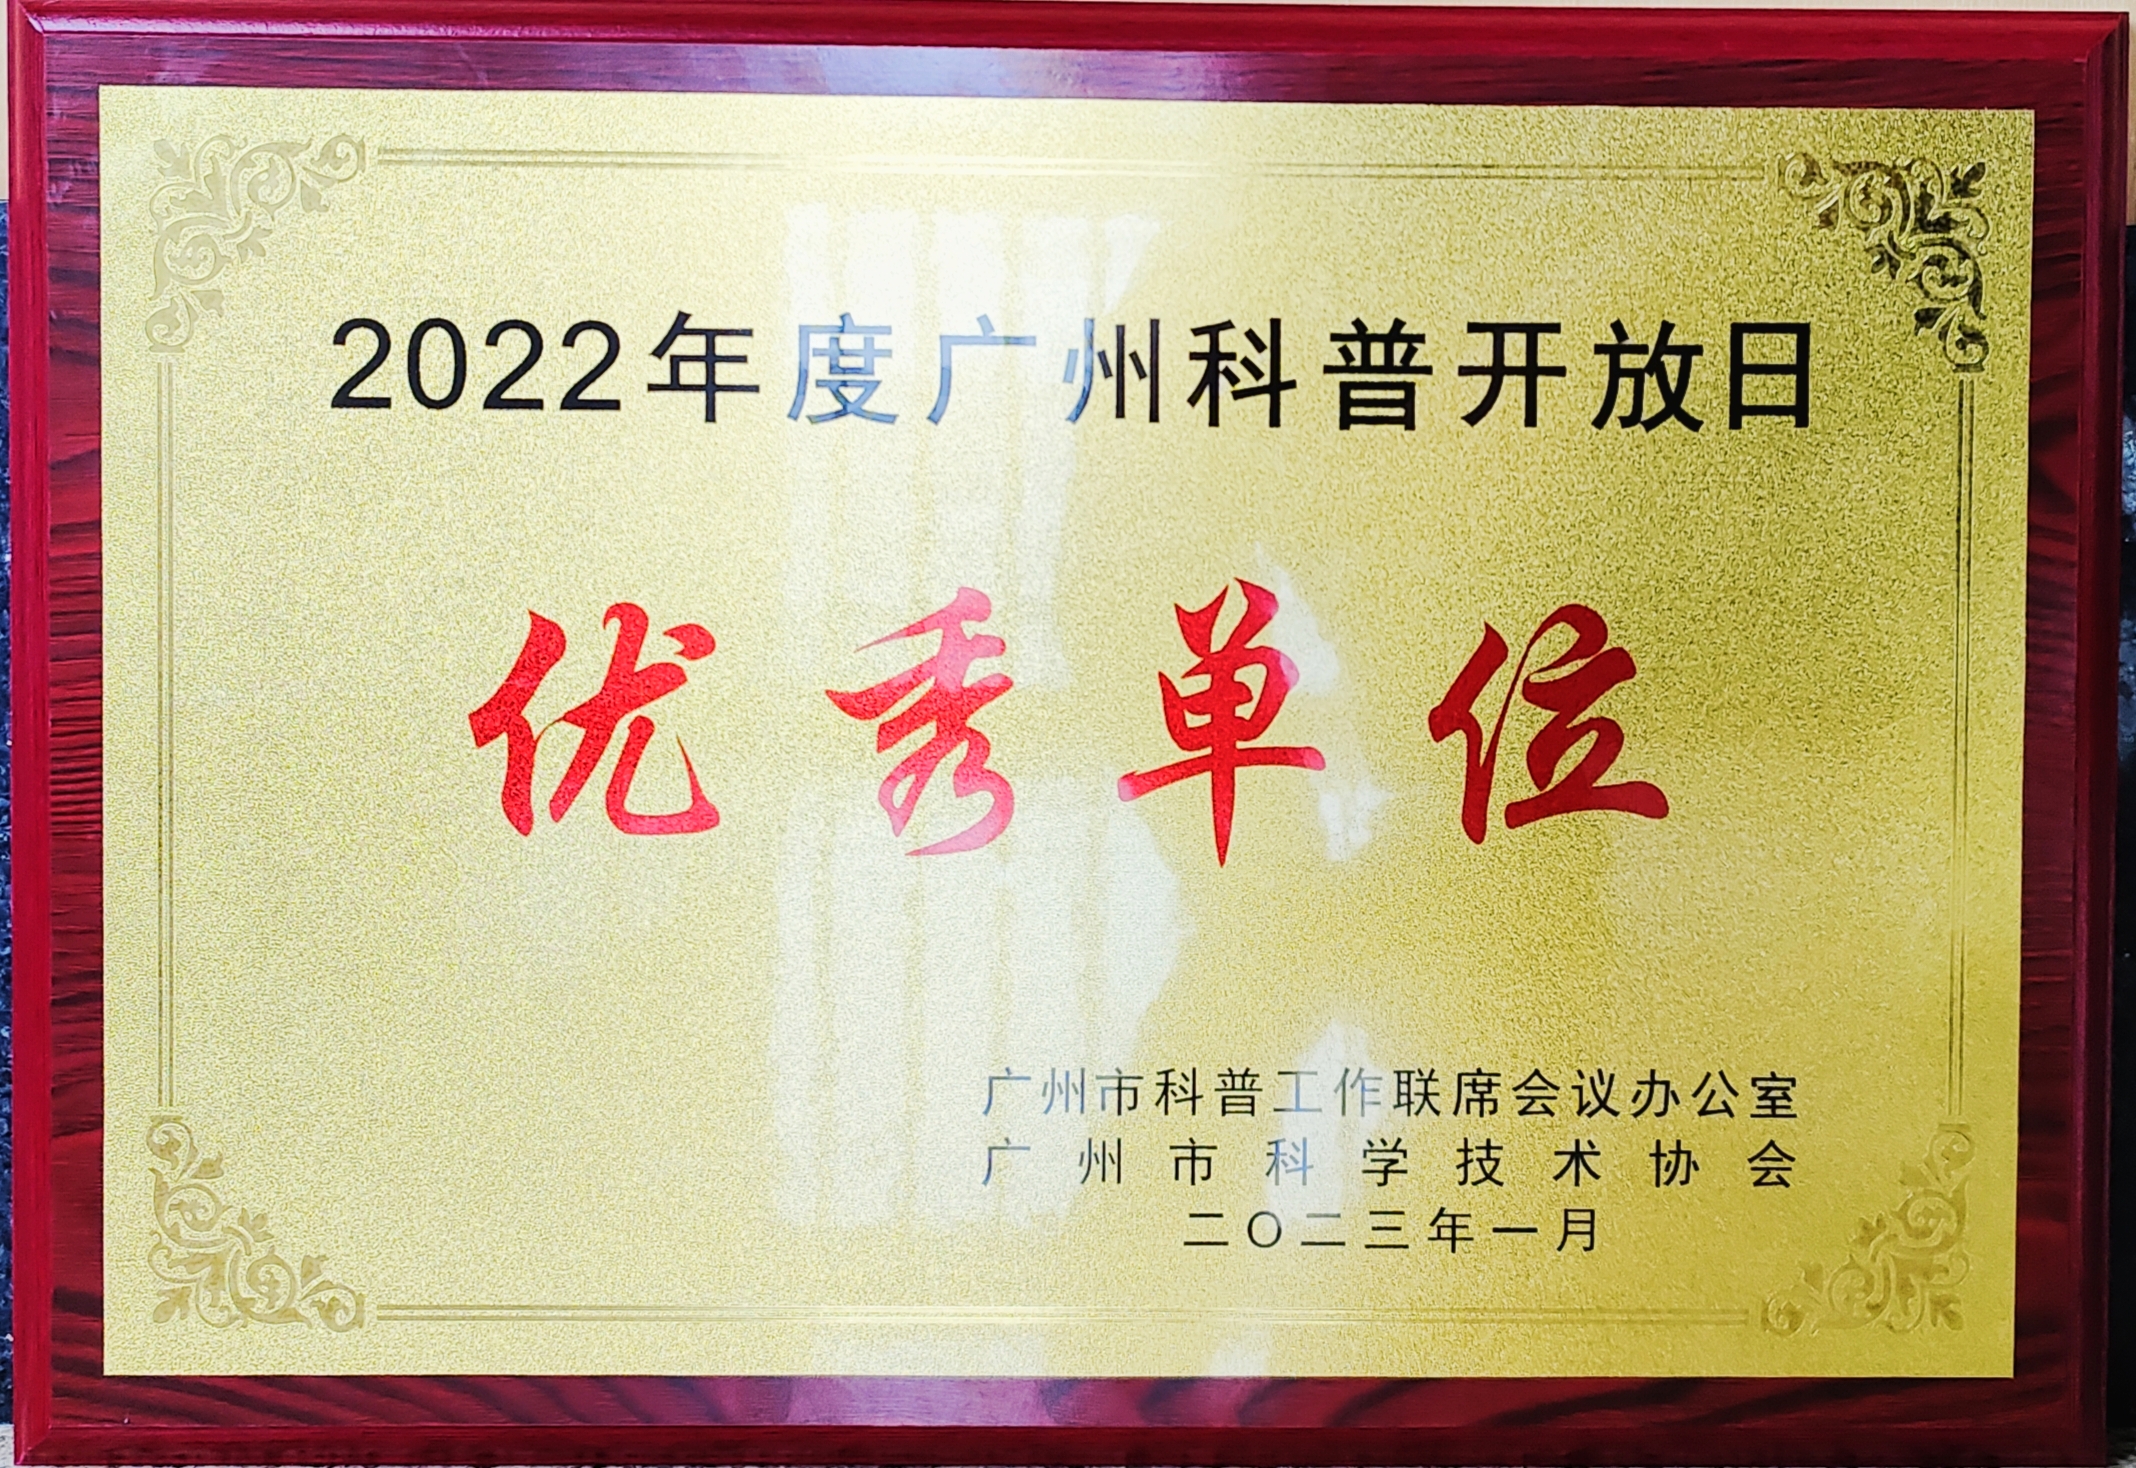 2022年度广州科普开放日
优秀单位
广州市科普工作联席会议办公室
广州市科学技术协会
二〇二三年一月